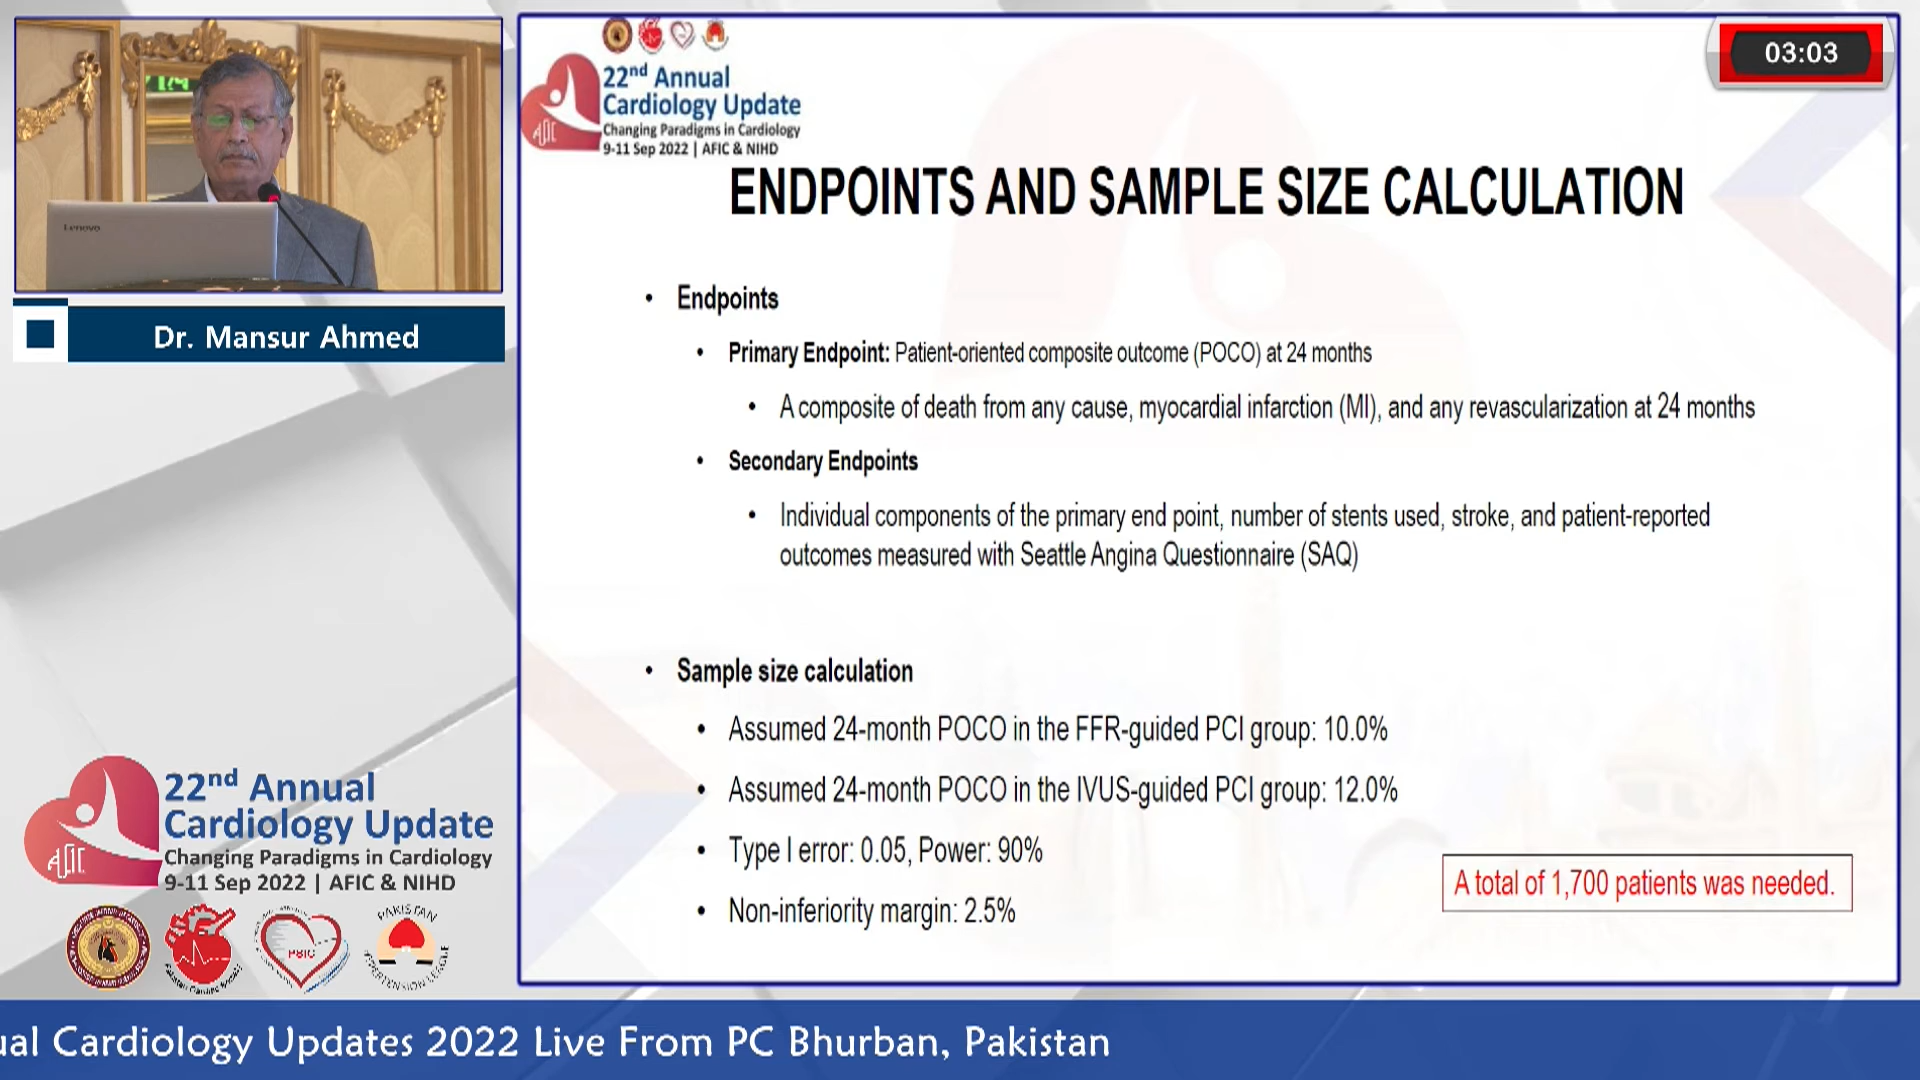 Lenovo
Dr. Mansur Ahmed
22nd Annual
Cardiology Update
Changing Paradigms in Cardiology
9-11 Sep 2022 | AFIC & NIHD
03:03
ENDPOINTS AND SAMPLE SIZE CALCULATION
• Endpoints
• Primary Endpoint: Patient-oriented composite outcome (POCO) at 24 months
• A composite of death from any cause, myocardial infarction (MI), and any revascularization at 24 months
• Secondary Endpoints
• Individual components of the primary end point, number of stents used, stroke, and patient-reported
outcomes measured with Seattle Angina Questionnaire (SAQ)
• Sample size calculation
• Assumed 24-month POCO in the FFR-guided PCI group: 10.0%
• Assumed 24-month POCO in the IVUS-guided PCI group: 12.0%
• Type I error: 0.05, Power: 90%
• Non-inferiority margin: 2.5%
A total of 1,700 patients was needed.
22nd Annual
Cardiology Update
Changing Paradigms in Cardiology
9-11 Sep 2022 | AFIC & NIHD
PAKISTAN
HYPERTENSION LEAGUE
ual Cardiology Updates 2022 Live From PC Bhurban, Pakistan